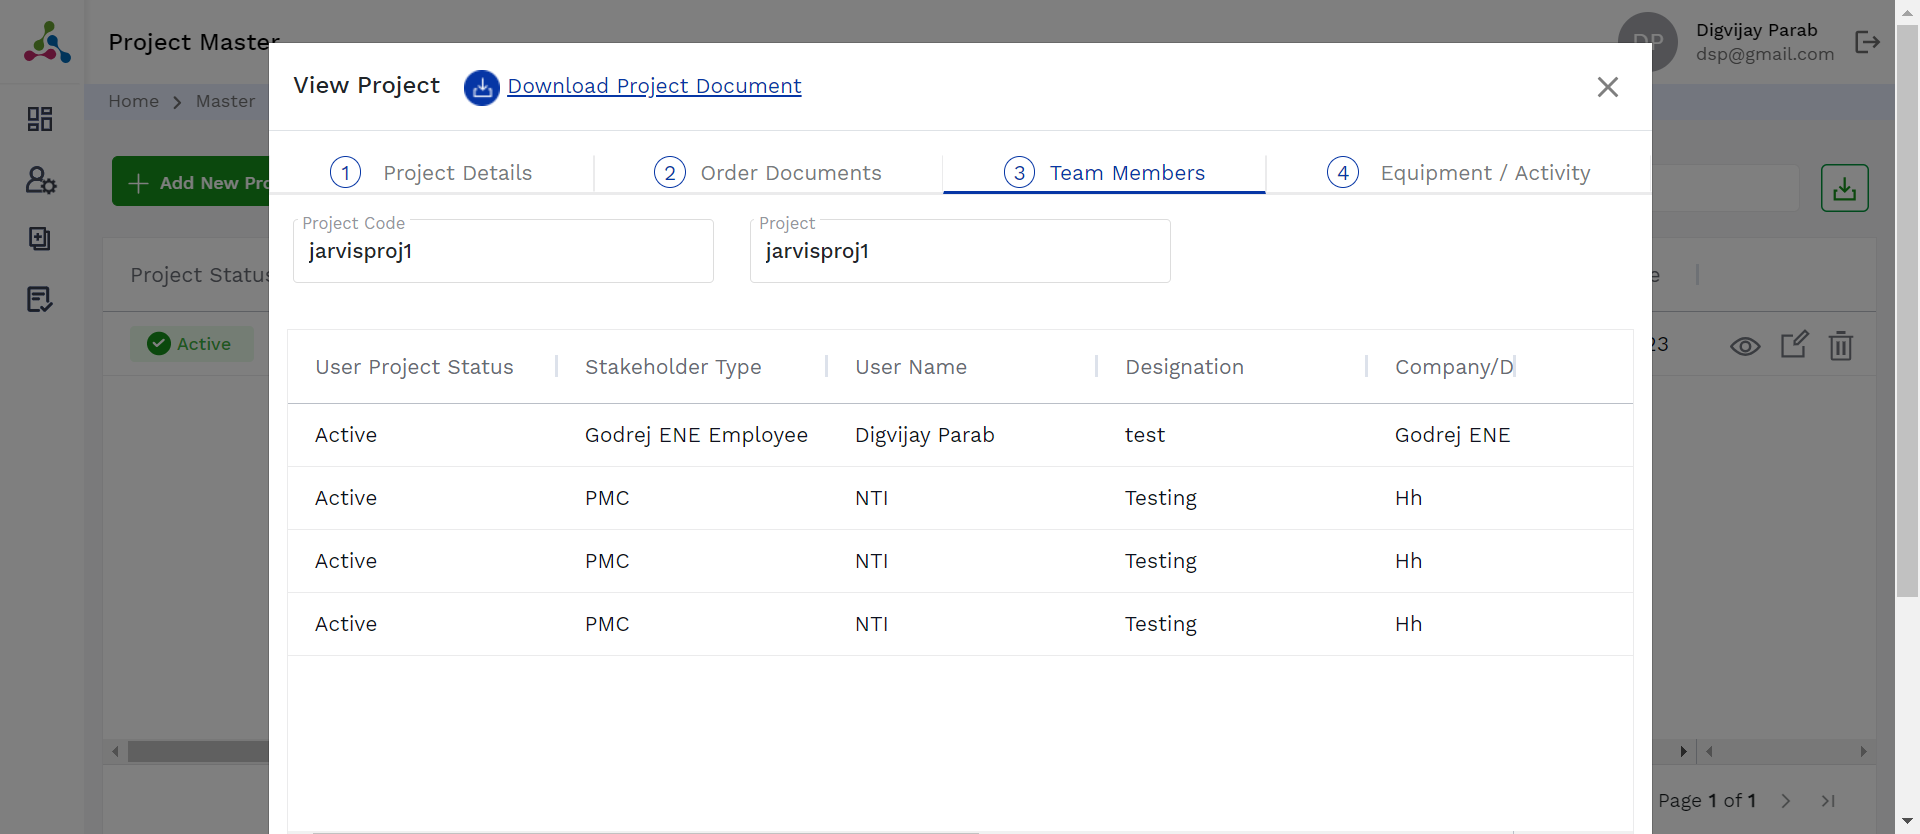 Project Master
DP
Digvijay Parab
dsp@gmail.com
View Project
Download Project Document
Home
Master
1 Project Details
2 Order Documents
3 Team Members
4 Equipment / Activity
Add New Pro
Project Code
jarvisproj1
Project
jarvisproj1
Project Status
e
User Project Status
Stakeholder Type
User Name
Designation
Company/D
Active
23
Active
Godrej ENE Employee
Digvijay Parab
test
Godrej ENE
Active
PMC
NTI
Testing
Hh
Active
PMC
NTI
Testing
Hh
Active
PMC
NTI
Testing
Hh
Page 1 of 1